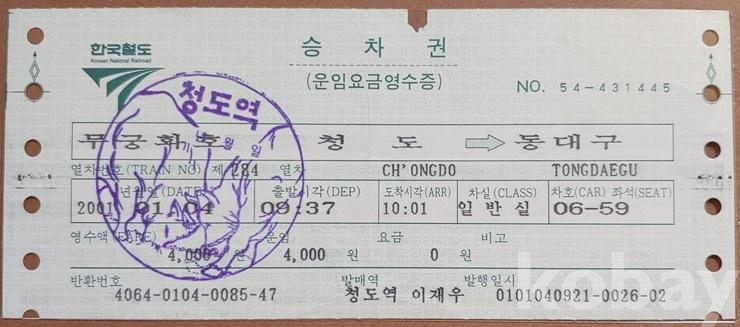 한국철도
Korean National Railroad
승차권
(운임요금영수증)
NO. 54-431445
청도역
월 일
무궁화호 청도 ⇨ 동대구
열차번호(TRAIN NO) 제 284 열차 CH'ONGDO TONGDAEGU
년월일(DATE) 출발시각(DEP) 도착시각(ARR) 차실(CLASS) 차호(CAR) 좌석(SEAT)
2001 01.04 09:37 10:01 일반실 06-59
영수액(FARE) 운임 요금 비고
4,000 원 4,000 원 0 원
반환번호 발매역 발행일시
4064-0104-0085-47 청도역 이재우 0101040921-0026-02
kobay